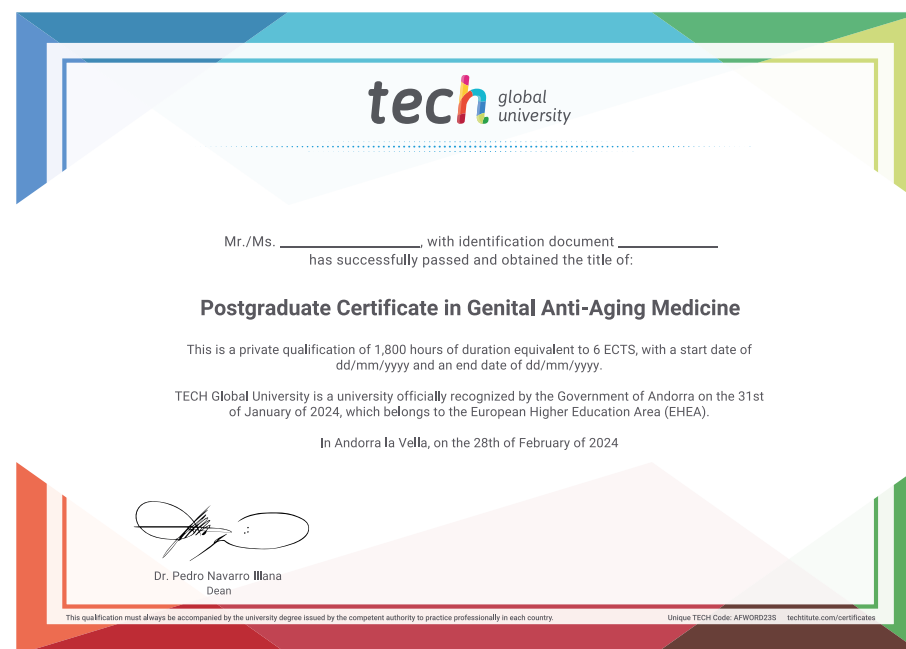 tech global
university
Mr./Ms. ____________, with identification document ____________
has successfully passed and obtained the title of:
Postgraduate Certificate in Genital Anti-Aging Medicine
This is a private qualification of 1,800 hours of duration equivalent to 6 ECTS, with a start date of
dd/mm/yyyy and an end date of dd/mm/yyyy.
TECH Global University is a university officially recognized by the Government of Andorra on the 31st
of January of 2024, which belongs to the European Higher Education Area (EHEA).
In Andorra la Vella, on the 28th of February of 2024
Dr. Pedro Navarro Illana
Dean
This qualification must always be accompanied by the university degree issued by the competent authority to practice professionally in each country.
Unique TECH Code: AFWORD23S techtitute.com/certificates